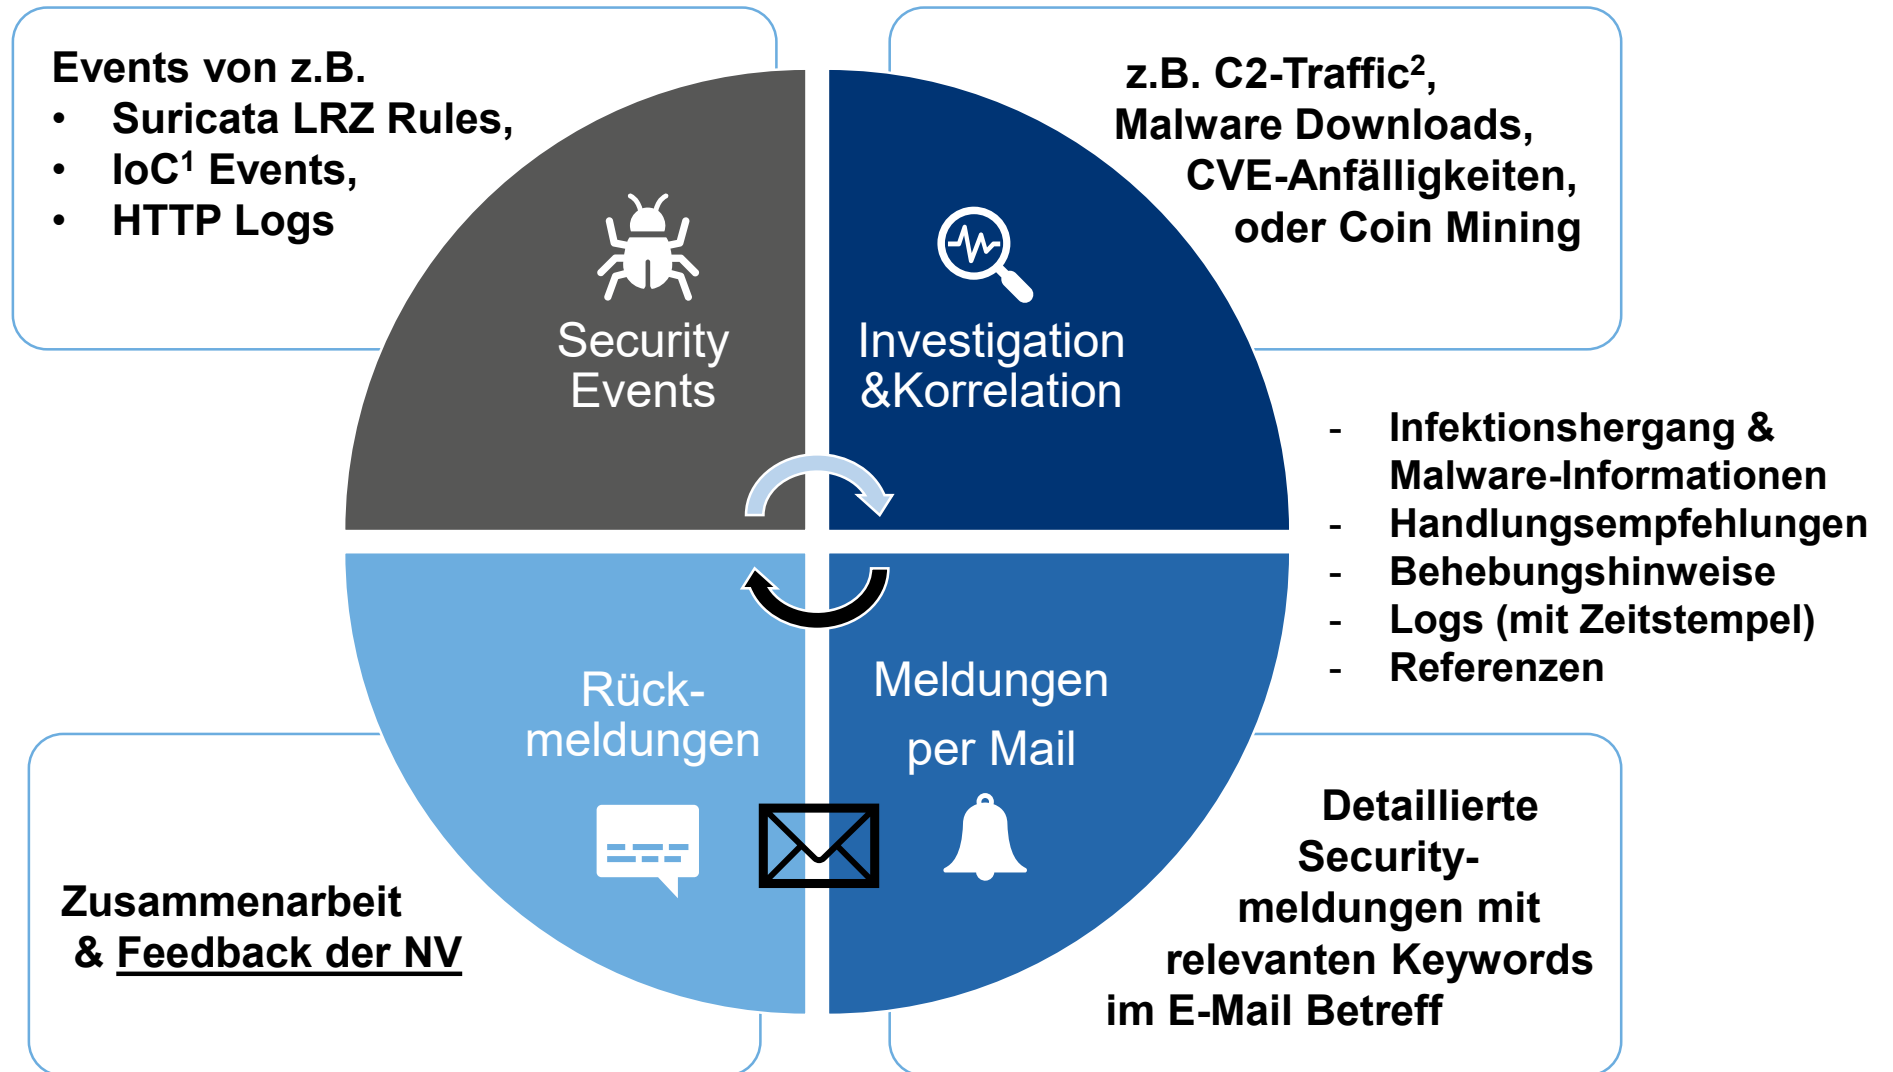 Events von z.B.
• Suricata LRZ Rules,
• IoC¹ Events,
• HTTP Logs
z.B. C2-Traffic²,
Malware Downloads,
CVE-Anfälligkeiten,
oder Coin Mining
Security
Events
Investigation
&Korrelation
- Infektionshergang &
Malware-Informationen
- Handlungsempfehlungen
- Behebungshinweise
- Logs (mit Zeitstempel)
- Referenzen
Rück-
meldungen
Meldungen
per Mail
Zusammenarbeit
& Feedback der NV
Detaillierte
Security-
meldungen mit
relevanten Keywords
im E-Mail Betreff